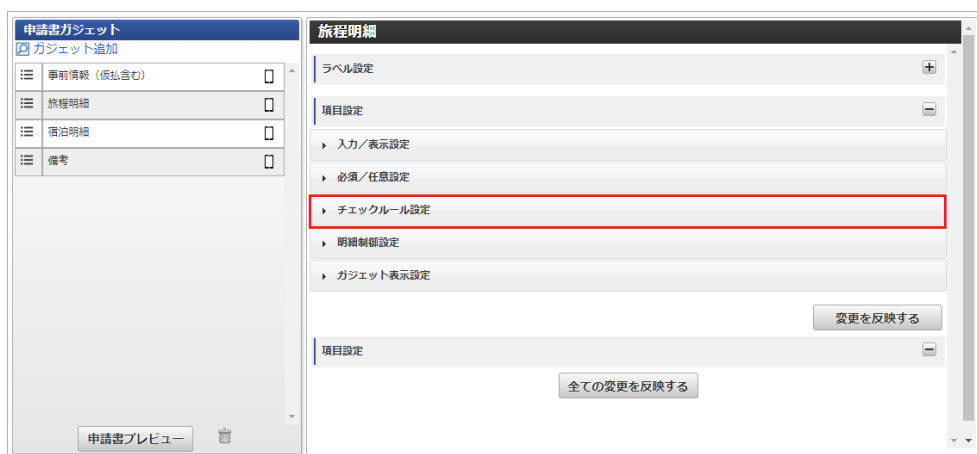 申請書ガジェット
ガジェット追加
事前情報（仮払含む）
旅程明細
宿泊明細
備考
申請書プレビュー
旅程明細
ラベル設定
項目設定
入力／表示設定
必須／任意設定
チェックルール設定
明細制御設定
ガジェット表示設定
変更を反映する
項目設定
全ての変更を反映する